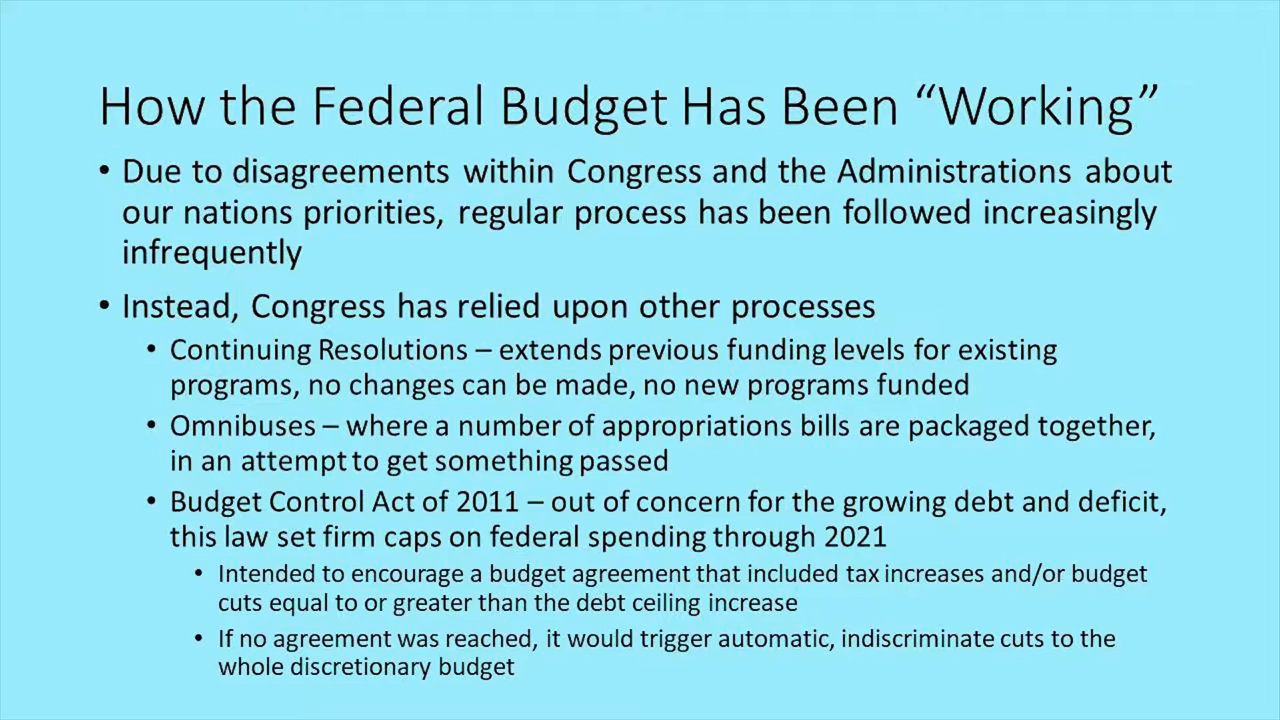 How the Federal Budget Has Been “Working”
• Due to disagreements within Congress and the Administrations about
our nations priorities, regular process has been followed increasingly
infrequently
• Instead, Congress has relied upon other processes
• Continuing Resolutions – extends previous funding levels for existing
programs, no changes can be made, no new programs funded
• Omnibuses – where a number of appropriations bills are packaged together,
in an attempt to get something passed
• Budget Control Act of 2011 – out of concern for the growing debt and deficit,
this law set firm caps on federal spending through 2021
• Intended to encourage a budget agreement that included tax increases and/or budget
cuts equal to or greater than the debt ceiling increase
• If no agreement was reached, it would trigger automatic, indiscriminate cuts to the
whole discretionary budget